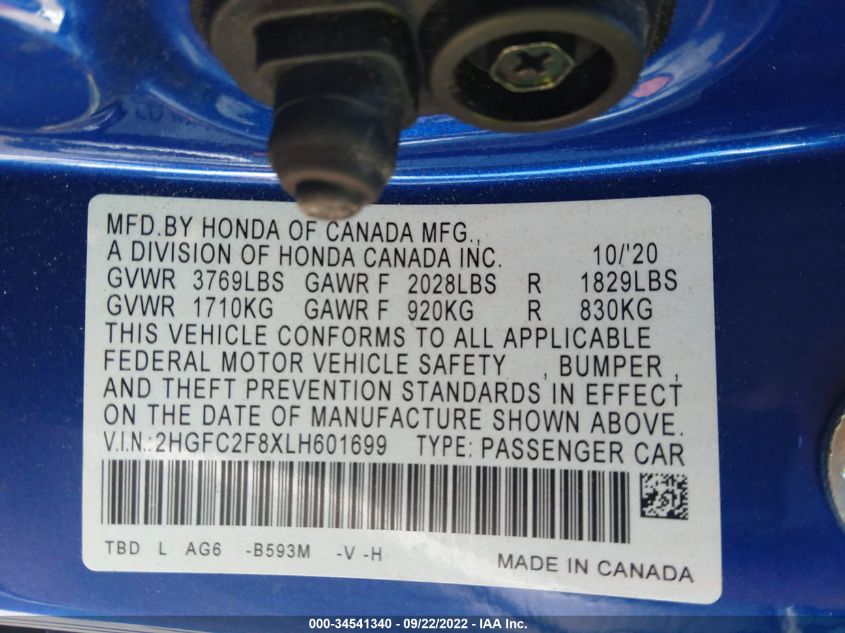 MFD.BY HONDA OF CANADA MFG.,
A DIVISION OF HONDA CANADA INC. 10/'20
GVWR 3769LBS GAWR F 2028LBS R 1829LBS
GVWR 1710KG GAWR F 920KG R 830KG
THIS VEHICLE CONFORMS TO ALL APPLICABLE
FEDERAL MOTOR VEHICLE SAFETY , BUMPER ,
AND THEFT PREVENTION STANDARDS IN EFFECT
ON THE DATE OF MANUFACTURE SHOWN ABOVE.
V.I.N.: 2HGFC2F8XLH601699 TYPE: PASSENGER CAR
TBD L AG6 -B593M -V -H MADE IN CANADA
000-34541340 - 09/22/2022 - IAA Inc.